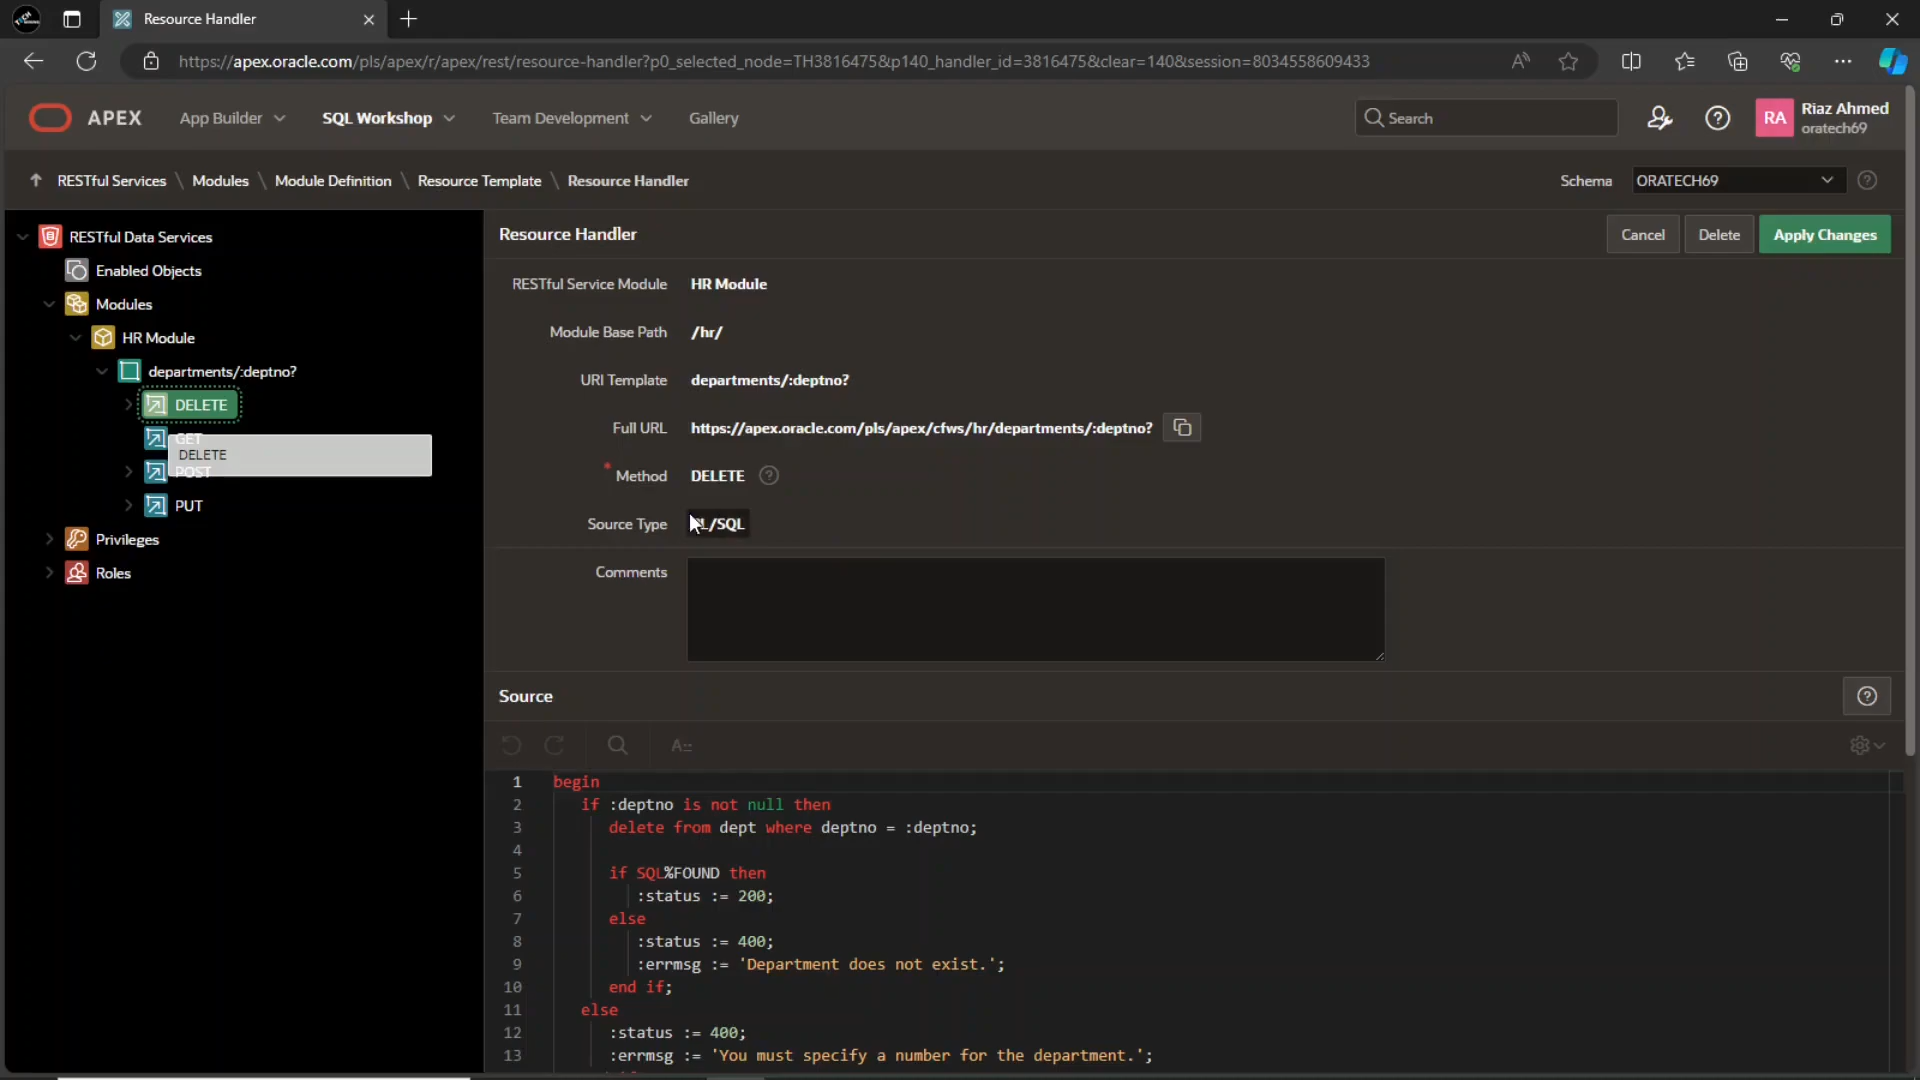 Resource Handler
https://apex.oracle.com/pls/apex/r/apex/rest/resource-handler?p0_selected_node=TH3816475&p140_handler_id=3816475&clear=140&session=8034558609433
APEX App Builder SQL Workshop Team Development Gallery Search RA Riaz Ahmed
oratech69
RESTful Services \ Modules \ Module Definition \ Resource Template \ Resource Handler Schema ORATECH69
RESTful Data Services
Enabled Objects
Modules
HR Module
departments/:deptno?
DELETE
GET
DELETE
POST
PUT
Privileges
Roles
Resource Handler Cancel Delete Apply Changes
RESTful Service Module HR Module
Module Base Path /hr/
URI Template departments/:deptno?
Full URL https://apex.oracle.com/pls/apex/cfws/hr/departments/:deptno?
* Method DELETE
Source Type /SQL
Comments
Source
1 begin
2 if :deptno is not null then
3 delete from dept where deptno = :deptno;
4
5 if SQL%FOUND then
6 :status := 200;
7 else
8 :status := 400;
9 :errmsg := 'Department does not exist.';
10 end if;
11 else
12 :status := 400;
13 :errmsg := 'You must specify a number for the department.';